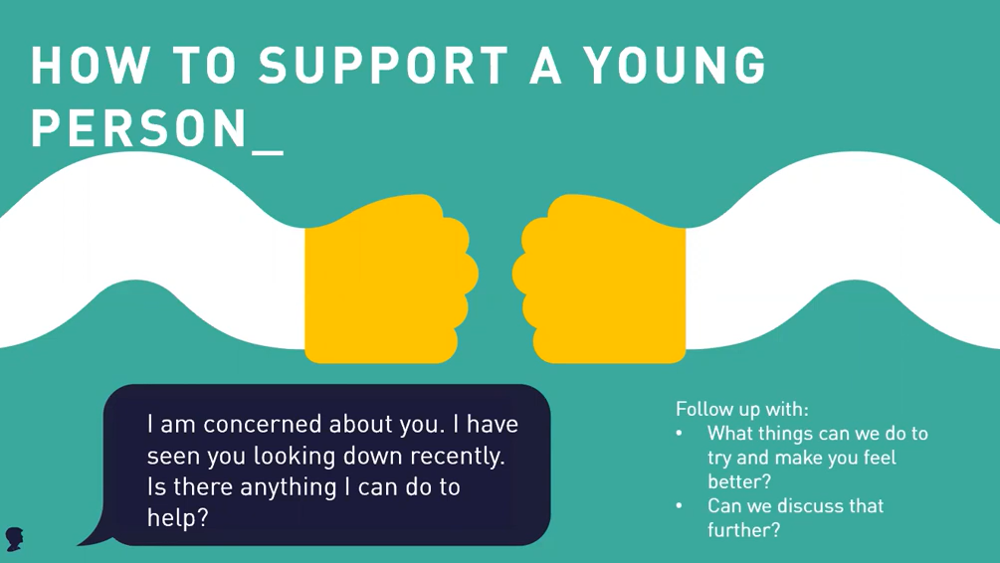 HOW TO SUPPORT A YOUNG
PERSON_
I am concerned about you. I have
seen you looking down recently.
Is there anything I can do to
help?
Follow up with:
• What things can we do to
try and make you feel
better?
• Can we discuss that
further?